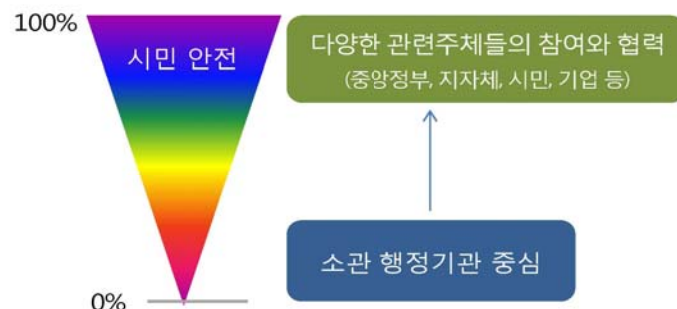 100%
시민 안전
다양한 관련주체들의 참여와 협력
(중앙정부, 지자체, 시민, 기업 등)
소관 행정기관 중심
0%